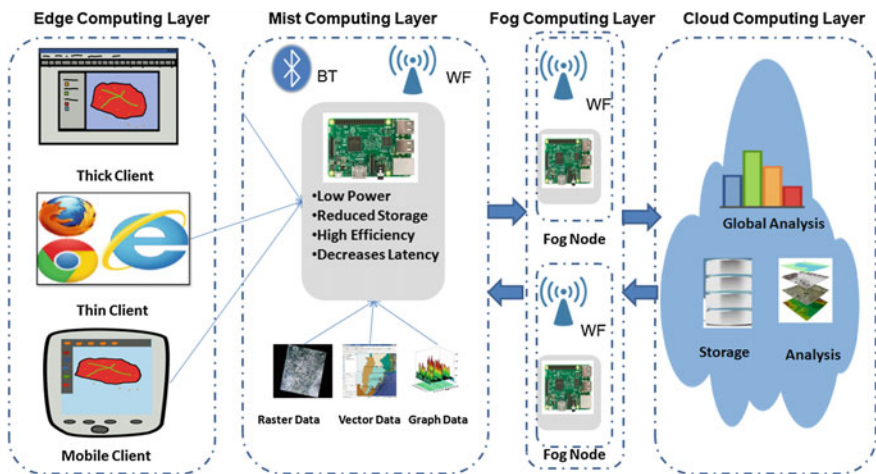 Edge Computing Layer
Thick Client
Thin Client
Mobile Client
Mist Computing Layer
BT
WF
•Low Power
•Reduced Storage
•High Efficiency
•Decreases Latency
Raster Data
Vector Data
Graph Data
Fog Computing Layer
WF
Fog Node
WF
Fog Node
Cloud Computing Layer
Global Analysis
Storage
Analysis